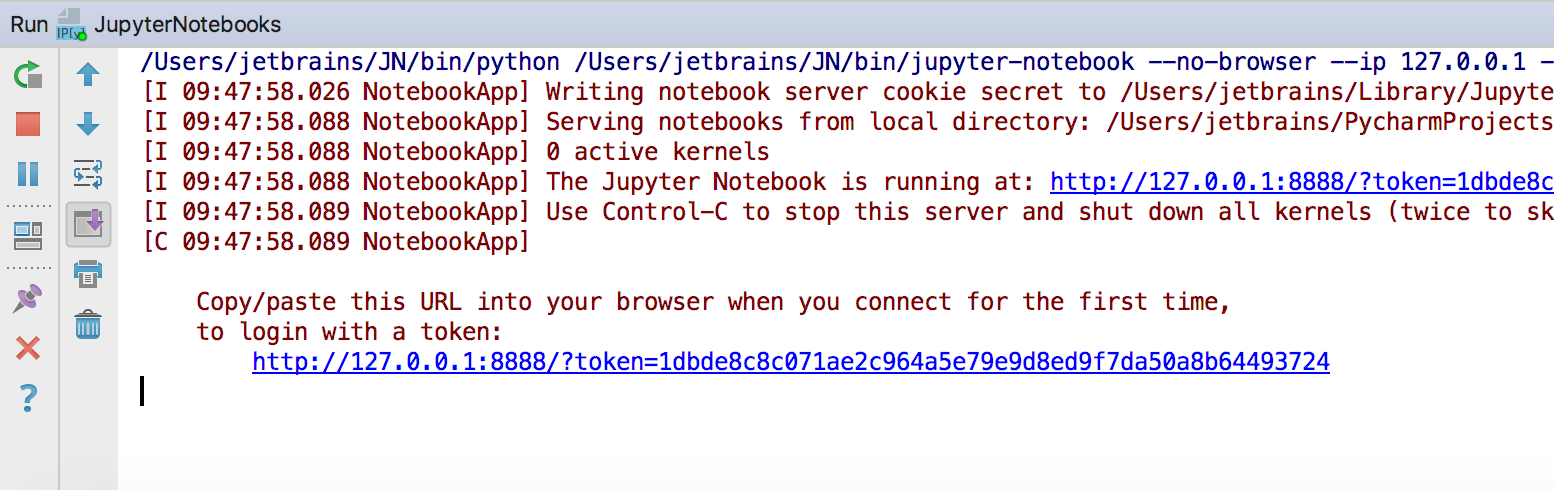 Run JupyterNotebooks
/Users/jetbrains/JN/bin/python /Users/jetbrains/JN/bin/jupyter-notebook --no-browser --ip 127.0.0.1 -
[I 09:47:58.026 NotebookApp] Writing notebook server cookie secret to /Users/jetbrains/Library/Jupyte
[I 09:47:58.088 NotebookApp] Serving notebooks from local directory: /Users/jetbrains/PycharmProjects
[I 09:47:58.088 NotebookApp] 0 active kernels
[I 09:47:58.088 NotebookApp] The Jupyter Notebook is running at: http://127.0.0.1:8888/?token=1dbde8c
[I 09:47:58.089 NotebookApp] Use Control-C to stop this server and shut down all kernels (twice to sk
[C 09:47:58.089 NotebookApp]
Copy/paste this URL into your browser when you connect for the first time,
to login with a token:
http://127.0.0.1:8888/?token=1dbde8c8c071ae2c964a5e79e9d8ed9f7da50a8b64493724